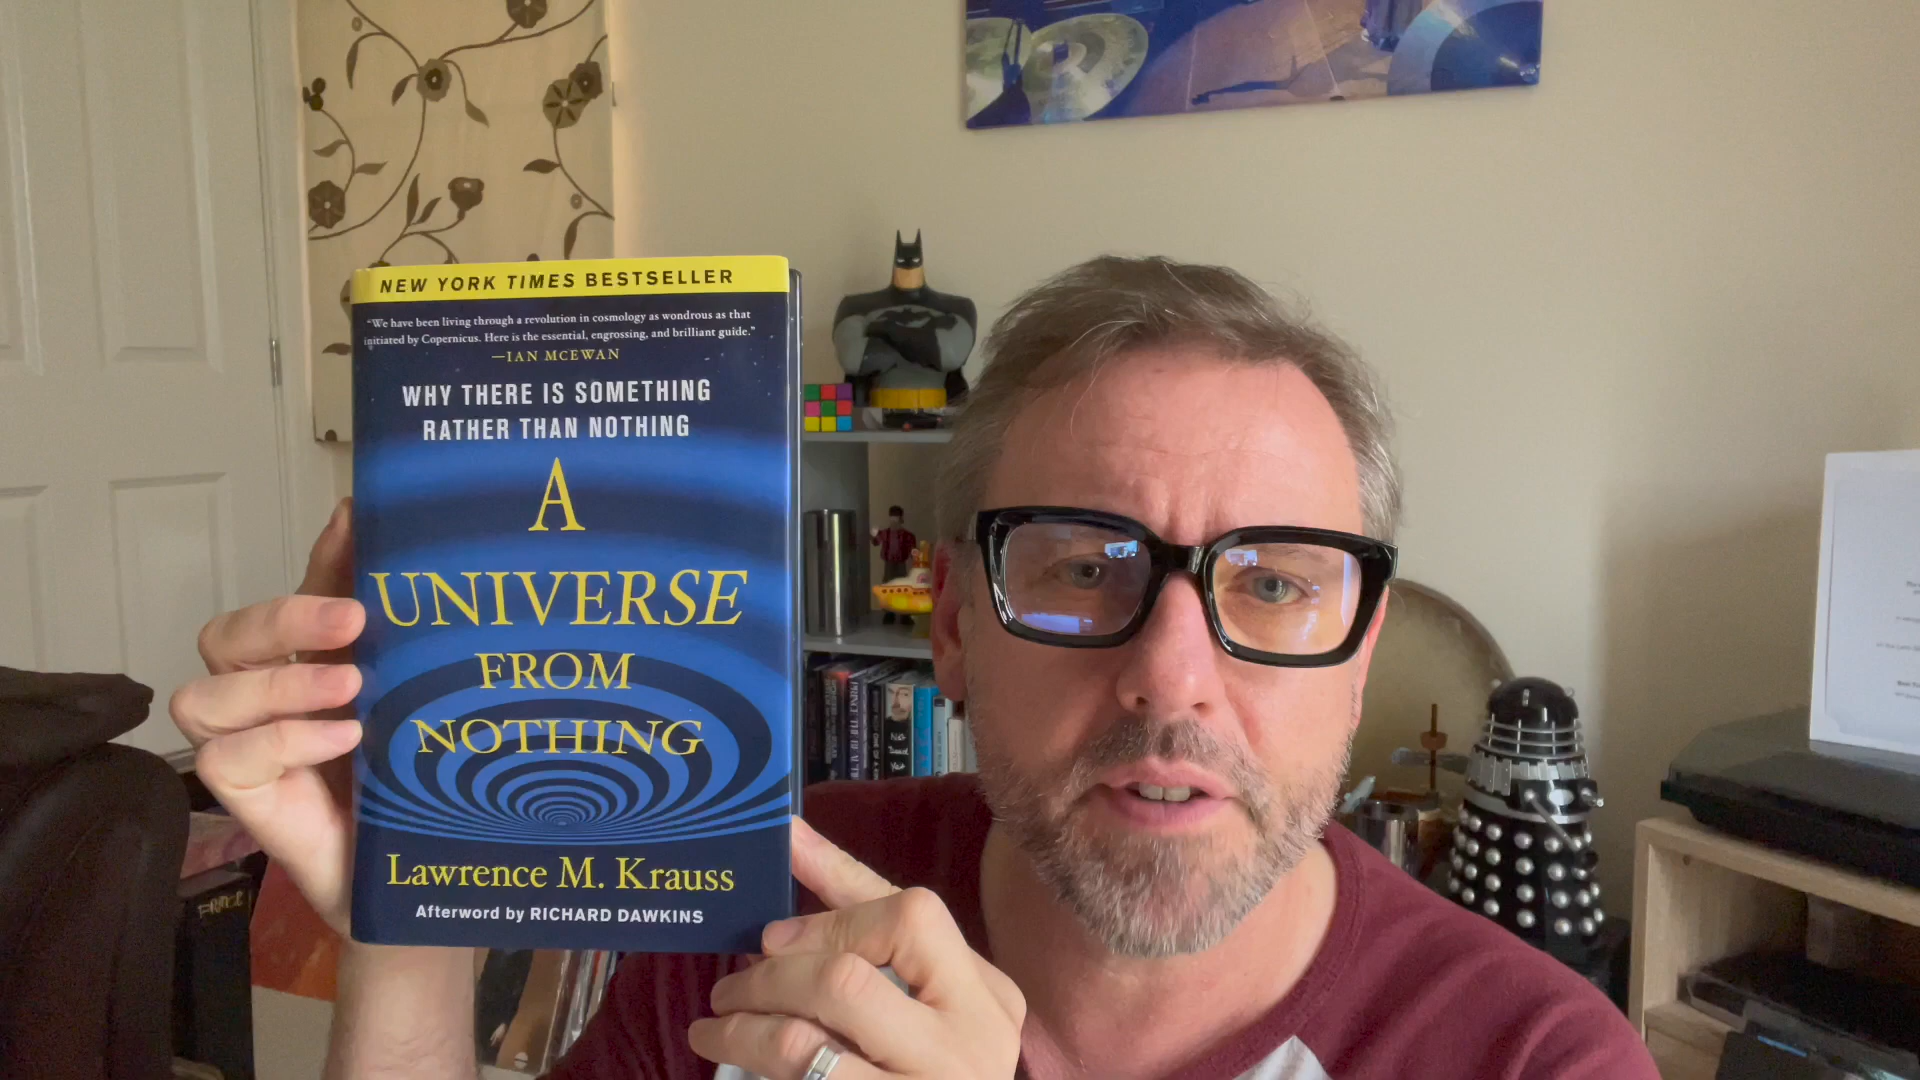 NEW YORK TIMES BESTSELLER
“We have been living through a revolution in cosmology as wondrous as that
initiated by Copernicus. Here is the essential, engrossing, and brilliant guide.”
—IAN MCEWAN
WHY THERE IS SOMETHING
RATHER THAN NOTHING
A
UNIVERSE
FROM
NOTHING
Lawrence M. Krauss
Afterword by RICHARD DAWKINS